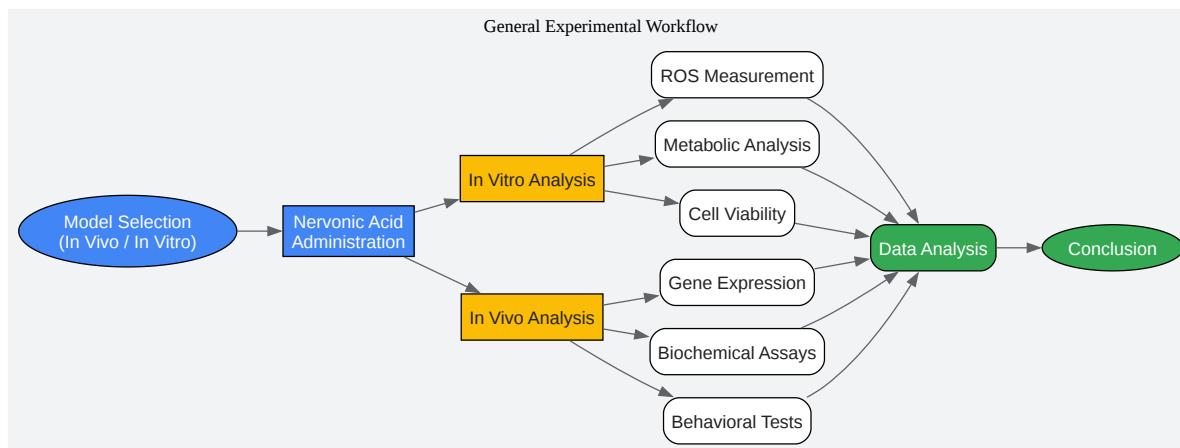 General Experimental Workflow
ROS Measurement
Metabolic Analysis
In Vitro Analysis
Cell Viability
Model Selection
(In Vivo / In Vitro)
Nervonic Acid
Administration
Data Analysis
Conclusion
Gene Expression
In Vivo Analysis
Biochemical Assays
Behavioral Tests